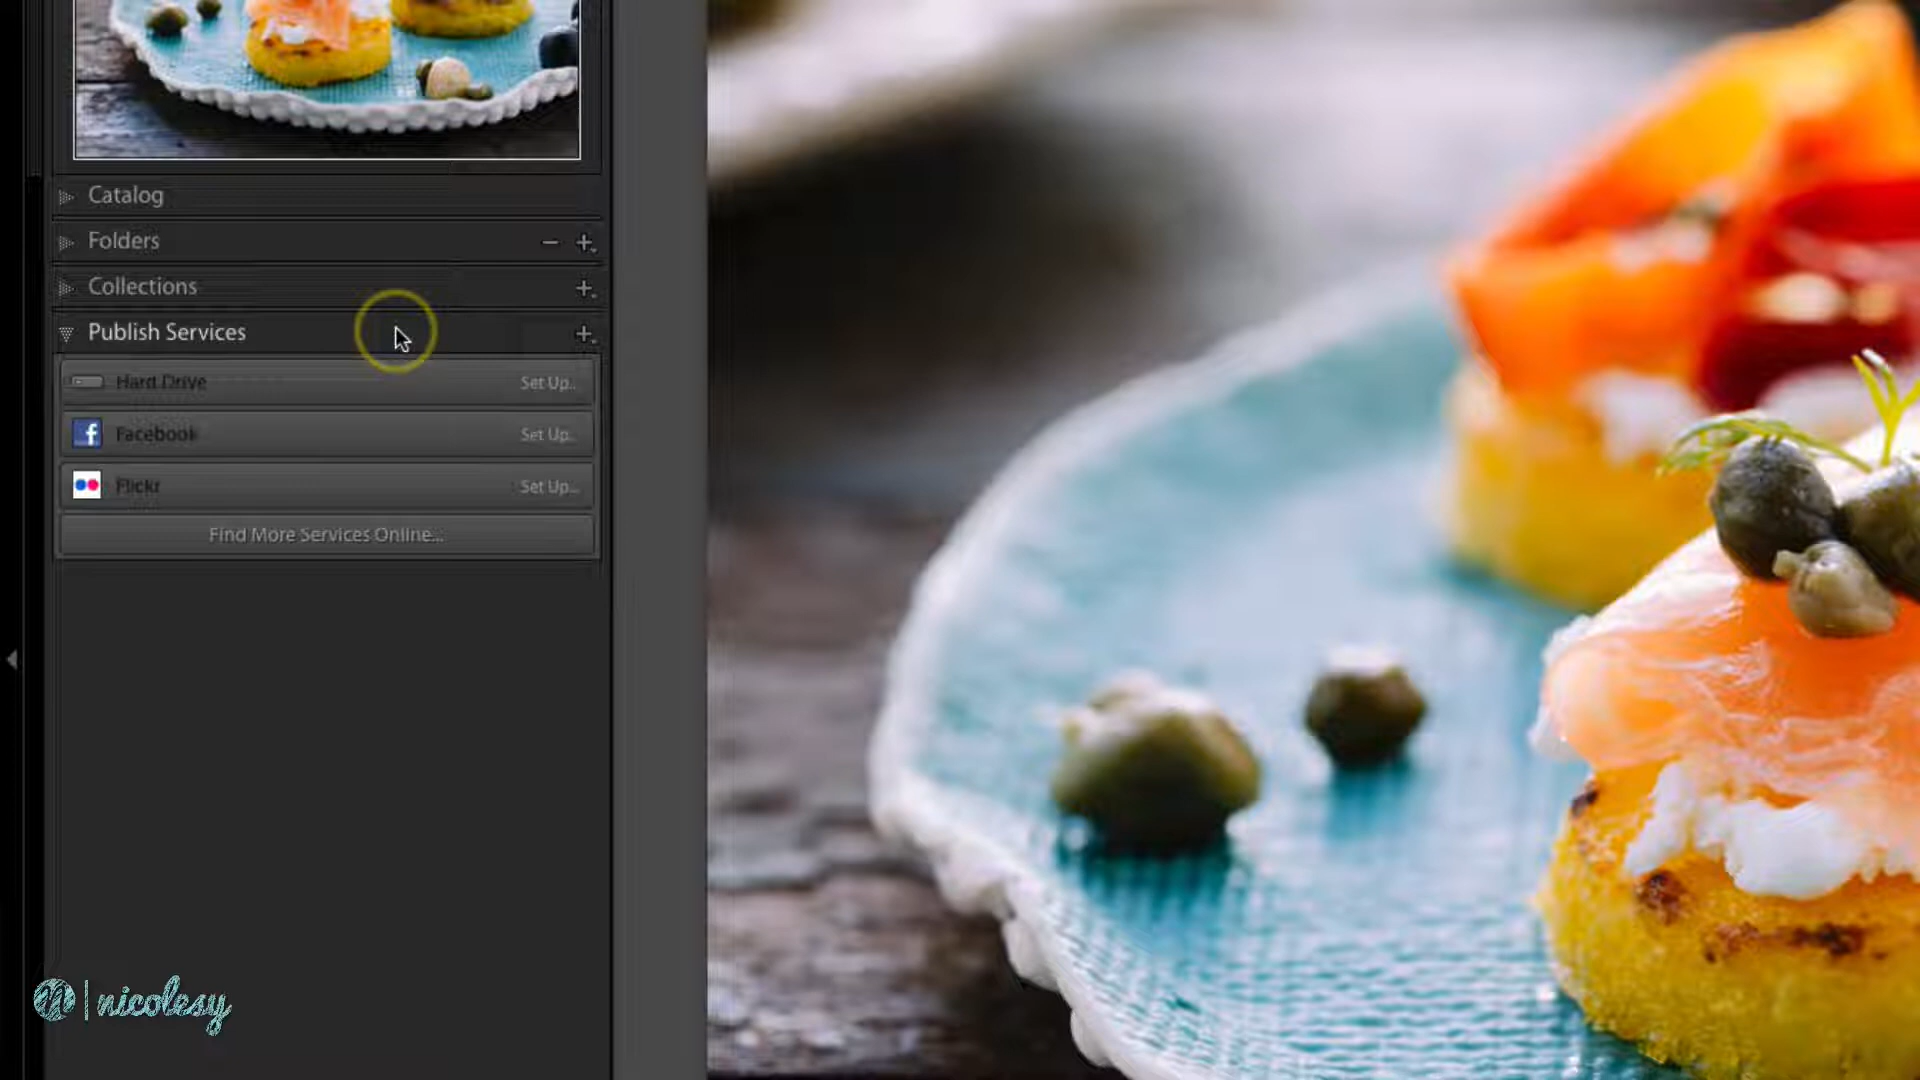 Catalog
Folders
Collections
Publish Services
Hard Drive Set Up...
Facebook Set Up...
Flickr Set Up...
Find More Services Online...
nicolesy